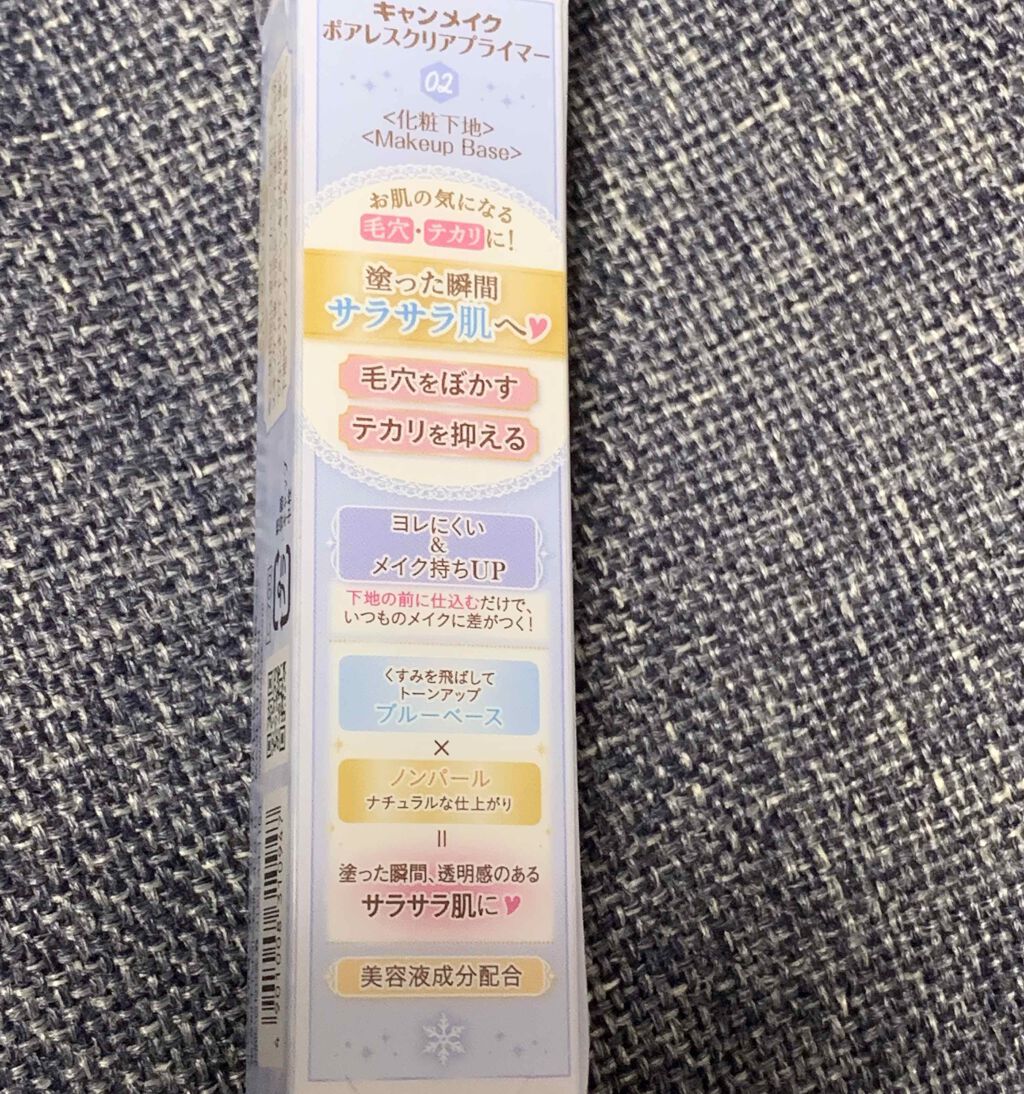 キャンメイク
ポアレスクリアプライマー
02
<化粧下地>
<Makeup Base>
お肌の気になる
毛穴・テカリに!
塗った瞬間
サラサラ肌へ♥
毛穴をぼかす
テカリを抑える
ヨレにくい
&
メイク持ちUP
下地の前に仕込むだけで、
いつものメイクに差がつく!
くすみを飛ばして
トーンアップ
ブルーベース
×
ノンパール
ナチュラルな仕上がり
=
塗った瞬間、透明感のある
サラサラ肌に♥
美容液成分配合